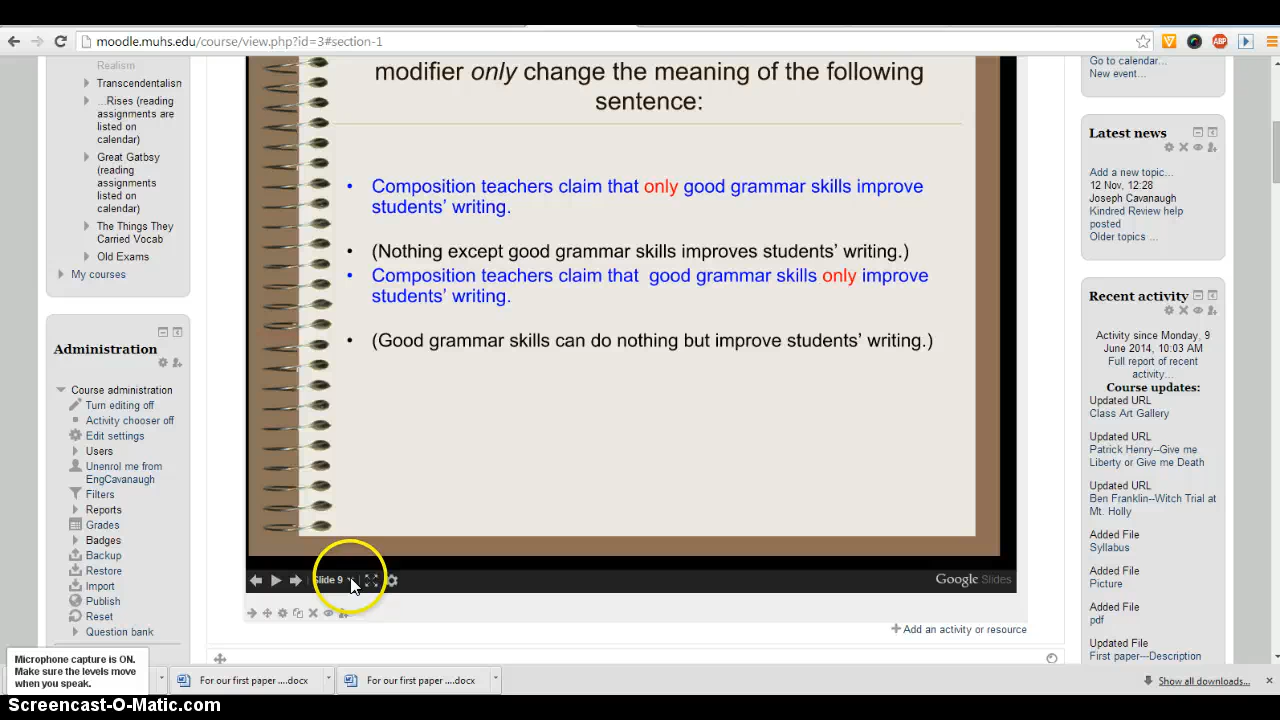 moodle.muhs.edu/course/view.php?id=3#section-1
ABP
Realism
Transcendentalism
...Rises (reading
assignments are
listed on
calendar)
Great Gatsby
(reading
assignments
listed on
calendar)
The Things They
Carried Vocab
Old Exams
My courses
Administration
Course administration
Turn editing off
Activity chooser off
Edit settings
Users
Unenrol me from
EngCavanaugh
Filters
Reports
Grades
Badges
Backup
Restore
Import
Publish
Reset
Question bank
modifier only change the meaning of the following
sentence:
• Composition teachers claim that only good grammar skills improve
students’ writing.
• (Nothing except good grammar skills improves students’ writing.)
• Composition teachers claim that good grammar skills only improve
students’ writing.
• (Good grammar skills can do nothing but improve students’ writing.)
Slide 9
Google Slides
Add an activity or resource
Go to calendar...
New event...
Latest news
Add a new topic...
12 Nov, 12:28
Joseph Cavanaugh
Kindred Review help
posted
Older topics ...
Recent activity
Activity since Monday, 9
June 2014, 10:03 AM
Full report of recent
activity...
Course updates:
Updated URL
Class Art Gallery
Updated URL
Patrick Henry--Give me
Liberty or Give me Death
Updated URL
Ben Franklin--Witch Trial at
Mt. Holly
Added File
Syllabus
Added File
Picture
Added File
pdf
Updated File
First paper---Description
Microphone capture is ON.
Make sure the levels move
when you speak.
For our first paper ....docx
For our first paper ....docx
Show all downloads...
Screencast-O-Matic.com